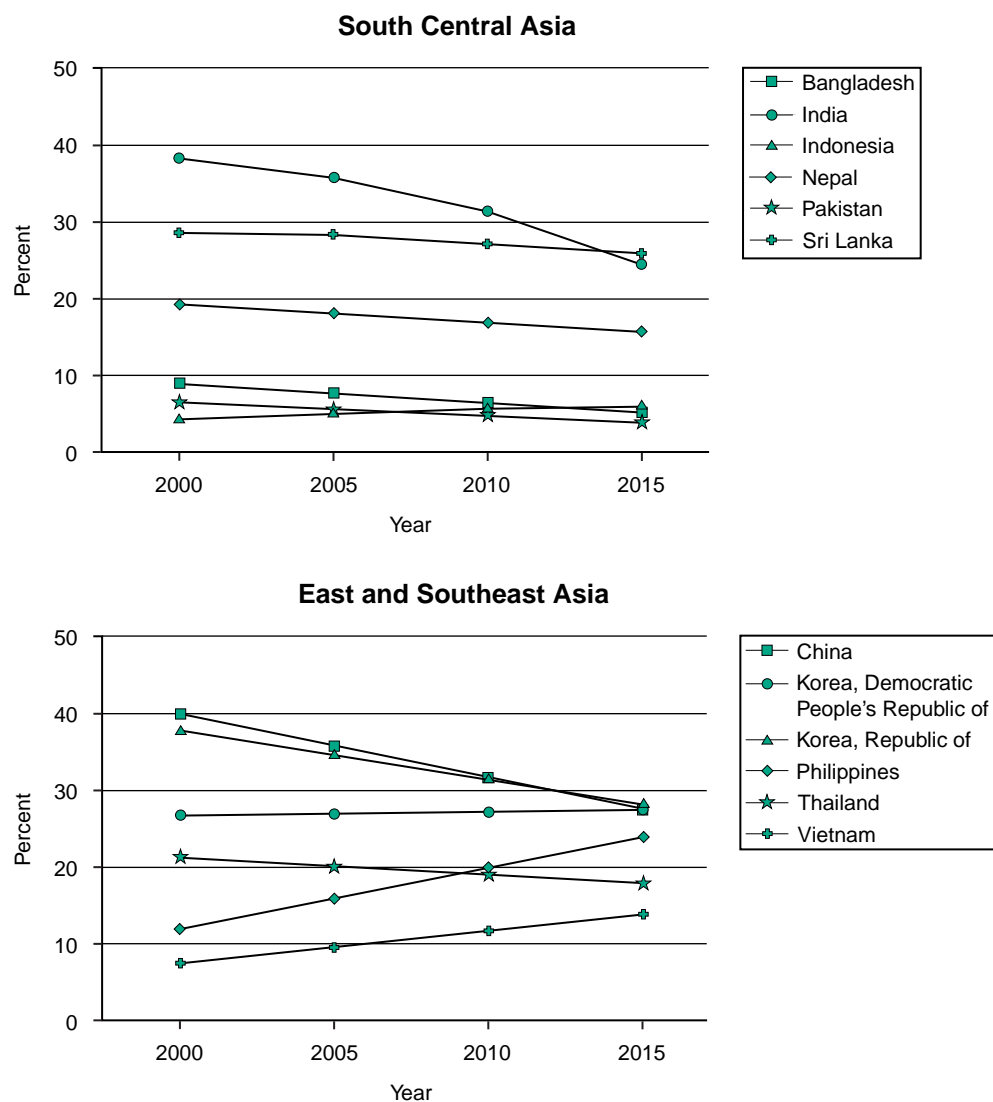 South Central Asia
50
40
30
20
10
0
Percent
2000 2005 2010 2015
Year
Bangladesh
India
Indonesia
Nepal
Pakistan
Sri Lanka
East and Southeast Asia
50
40
30
20
10
0
Percent
2000 2005 2010 2015
Year
China
Korea, Democratic
People’s Republic of
Korea, Republic of
Philippines
Thailand
Vietnam